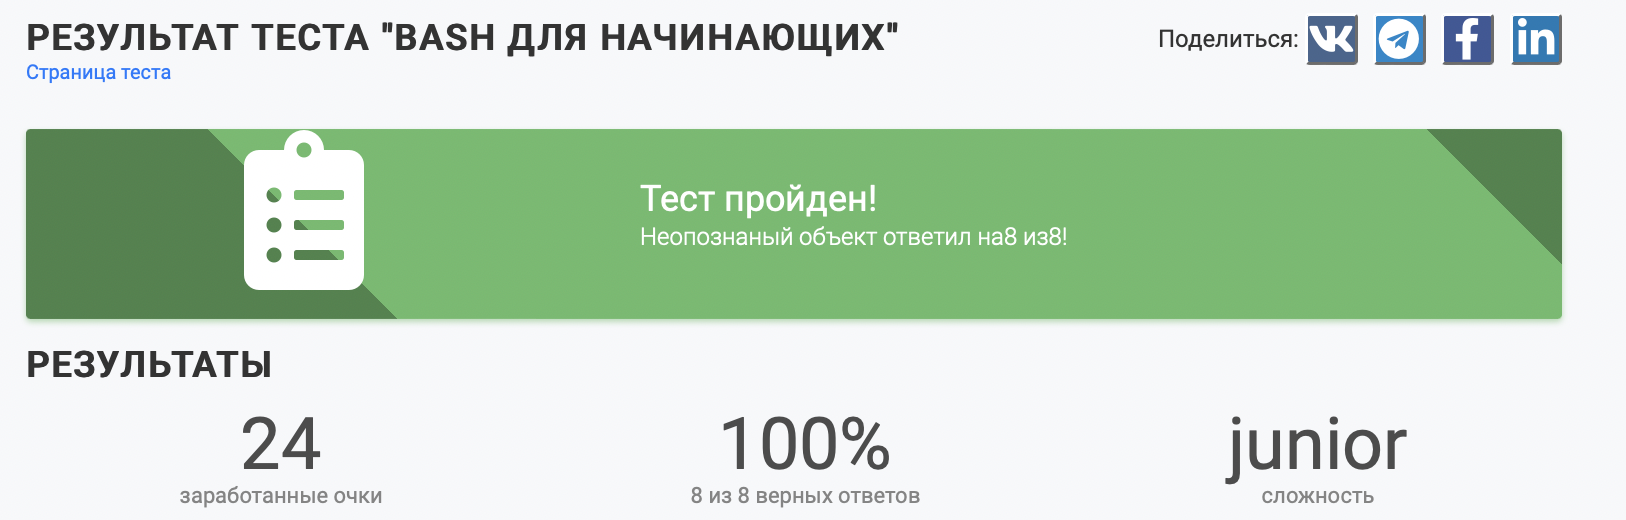 РЕЗУЛЬТАТ ТЕСТА "BASH ДЛЯ НАЧИНАЮЩИХ"
Поделиться:
Страница теста
Тест пройден!
Неопознаный объект ответил на8 из8!
РЕЗУЛЬТАТЫ
24
заработанные очки
100%
8 из 8 верных ответов
junior
сложность